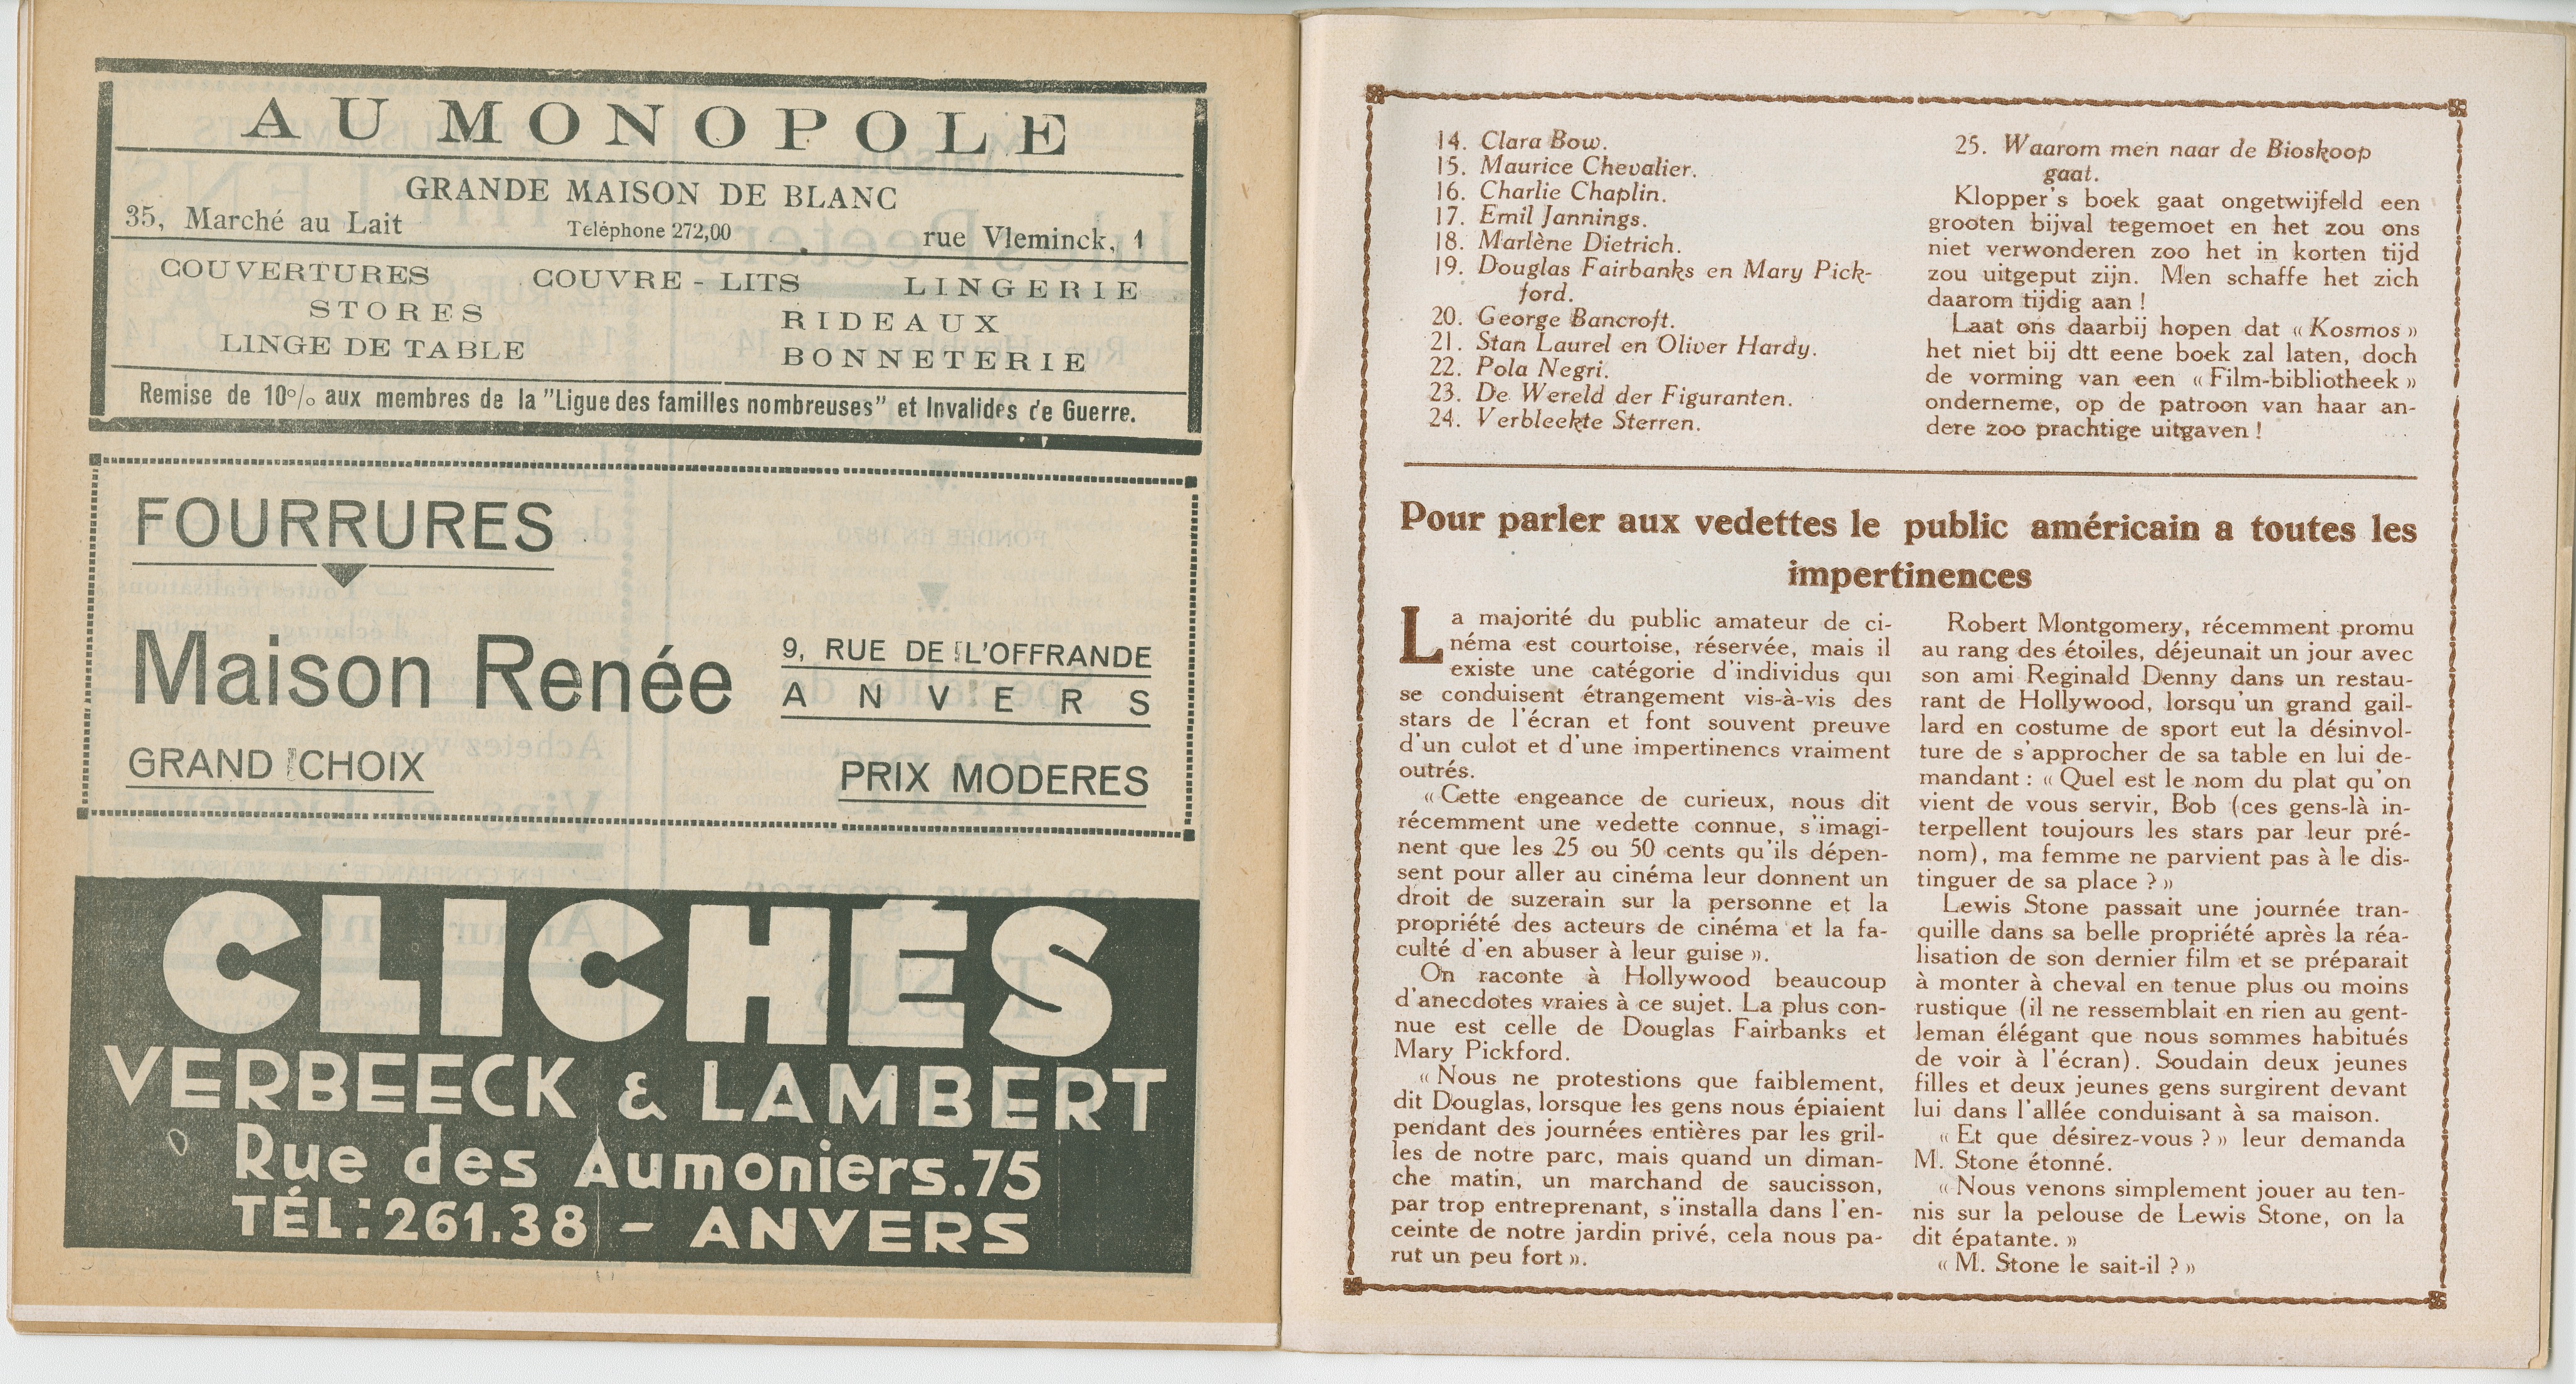 AU MONOPOLE
GRANDE MAISON DE BLANC
35, Marché au Lait Téléphone 272,00 rue Vleminck, 1
COUVERTURES COUVRE - LITS LINGERIE
STORES RIDEAUX
LINGE DE TABLE BONNETERIE
Remise de 10% aux membres de la "Ligue des familles nombreuses" et Invalides de Guerre.
FOURRURES
Maison Renée
9, RUE DE L'OFFRANDE
ANVERS
GRAND CHOIX
PRIX MODERES
CLICHES
VERBEECK & LAMBERT
Rue des Aumoniers.75
TÉL: 261.38 - ANVERS
14. Clara Bow.
15. Maurice Chevalier.
16. Charlie Chaplin.
17. Emil Jannings.
18. Marlène Dietrich.
19. Douglas Fairbanks en Mary Pick-
ford.
20. George Bancroft.
21. Stan Laurel en Oliver Hardy.
22. Pola Negri.
23. De Wereld der Figuranten.
24. Verbleekte Sterren.
25. Waarom men naar de Bioskoop
gaat.
Klopper's boek gaat ongetwijfeld een
grooten bijval tegemoet en het zou ons
niet verwonderen zoo het in korten tijd
zou uitgeput zijn. Men schaffe het zich
daarom tijdig aan !
Laat ons daarbij hopen dat « Kosmos »
het niet bij dtt eene boek zal laten, doch
de vorming van een « Film-bibliotheek »
onderneme, op de patroon van haar an-
dere zoo prachtige uitgaven !
Pour parler aux vedettes le public américain a toutes les
impertinences
La majorité du public amateur de ci-
néma est courtoise, réservée, mais il
existe une catégorie d'individus qui
se conduisent étrangement vis-à-vis des
stars de l'écran et font souvent preuve
d'un culot et d'une impertinencs vraiment
outrés.
« Cette engeance de curieux, nous dit
récemment une vedette connue, s'imagi-
nent que les 25 ou 50 cents qu'ils dépen-
sent pour aller au cinéma leur donnent un
droit de suzerain sur la personne et la
propriété des acteurs de cinéma et la fa-
culté d'en abuser à leur guise ».
On raconte à Hollywood beaucoup
d'anecdotes vraies à ce sujet. La plus con-
nue est celle de Douglas Fairbanks et
Mary Pickford.
« Nous ne protestions que faiblement,
dit Douglas, lorsque les gens nous épiaient
pendant des journées entières par les gril-
les de notre parc, mais quand un diman-
che matin, un marchand de saucisson,
par trop entreprenant, s'installa dans l'en-
ceinte de notre jardin privé, cela nous pa-
rut un peu fort ».
Robert Montgomery, récemment promu
au rang des étoiles, déjeunait un jour avec
son ami Reginald Denny dans un restau-
rant de Hollywood, lorsqu'un grand gail-
lard en costume de sport eut la désinvol-
ture de s'approcher de sa table en lui de-
mandant : « Quel est le nom du plat qu'on
vient de vous servir, Bob (ces gens-là in-
terpellent toujours les stars par leur pré-
nom), ma femme ne parvient pas à le dis-
tinguer de sa place ? »
Lewis Stone passait une journée tran-
quille dans sa belle propriété après la réa-
lisation de son dernier film et se préparait
à monter à cheval en tenue plus ou moins
rustique (il ne ressemblait en rien au gent-
leman élégant que nous sommes habitués
de voir à l'écran). Soudain deux jeunes
filles et deux jeunes gens surgirent devant
lui dans l'allée conduisant à sa maison.
« Et que désirez-vous ? » leur demanda
M. Stone étonné.
« Nous venons simplement jouer au ten-
nis sur la pelouse de Lewis Stone, on la
dit épatante. »
« M. Stone le sait-il ? »